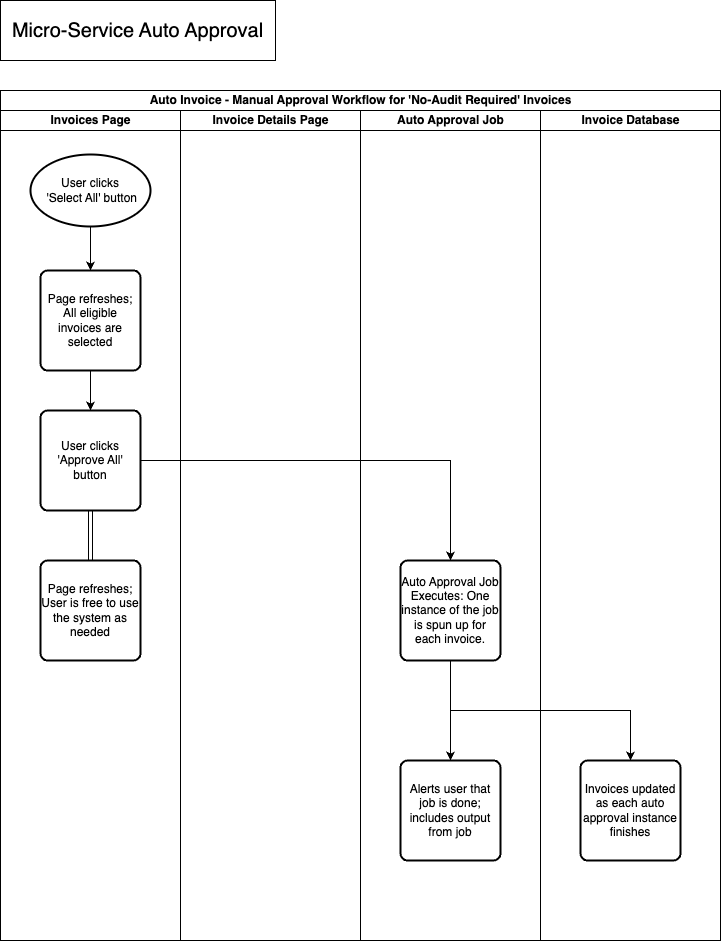 Micro-Service Auto Approval
Auto Invoice - Manual Approval Workflow for 'No-Audit Required' Invoices
Invoices Page
Invoice Details Page
Auto Approval Job
Invoice Database
User clicks
'Select All' button
Page refreshes;
All eligible
invoices are
selected
User clicks
'Approve All'
button
Page refreshes;
User is free to use
the system as
needed
Auto Approval Job
Executes: One
instance of the job
is spun up for
each invoice.
Alerts user that
job is done;
includes output
from job
Invoices updated
as each auto
approval instance
finishes